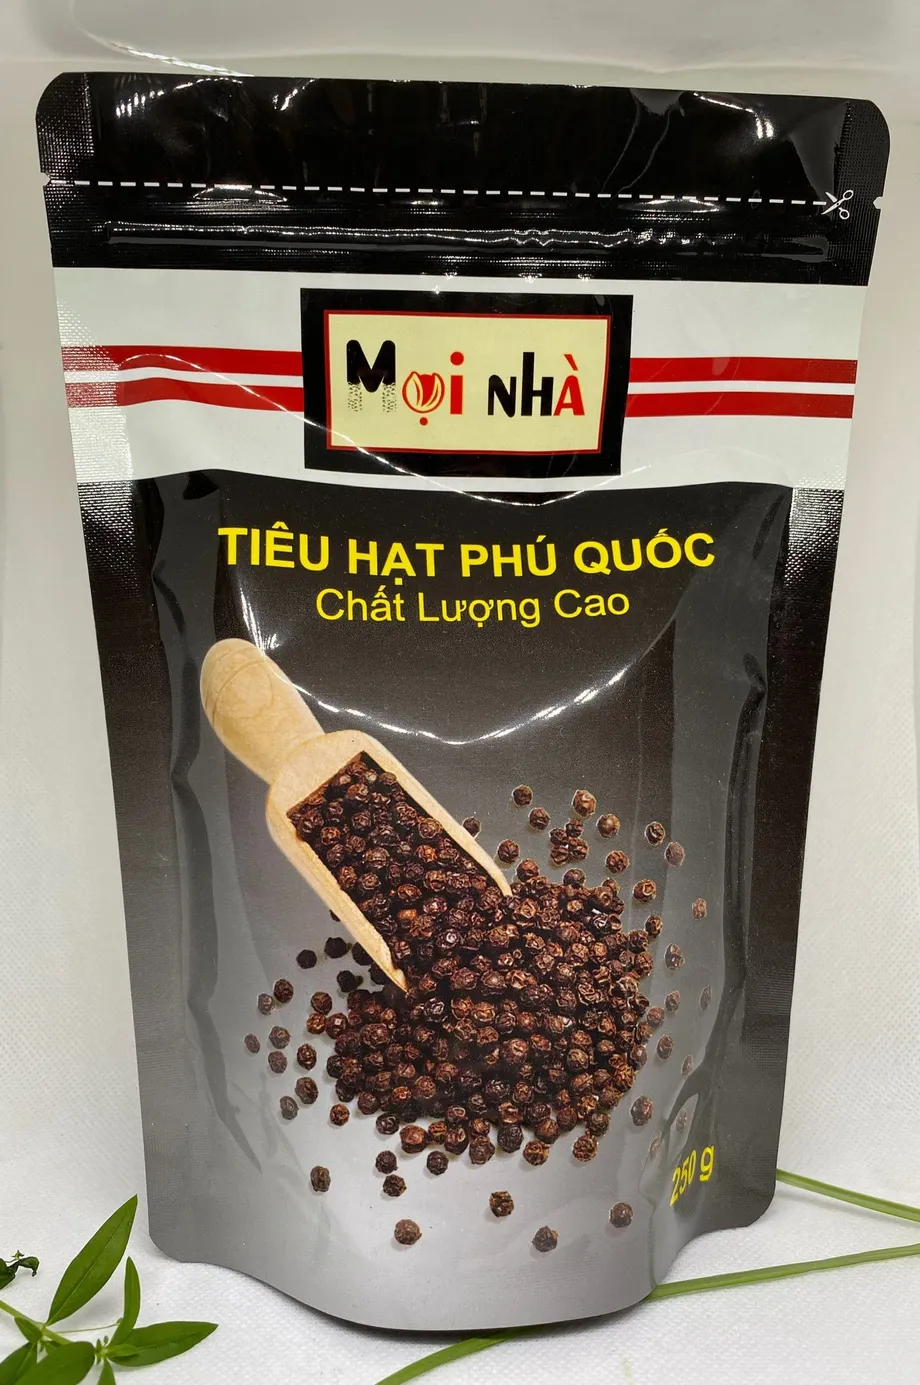 Mọi NHÀ
TIÊU HẠT PHÚ QUỐC
Chất Lượng Cao
250 g